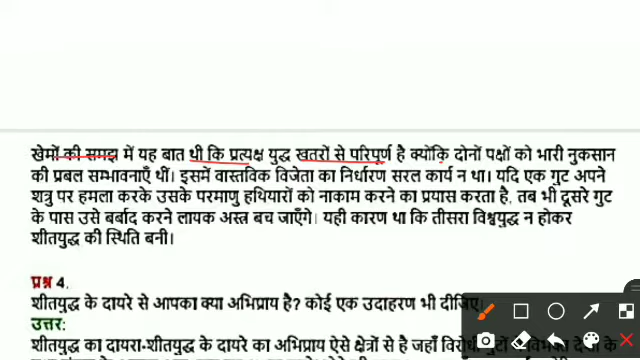 खेमों की समझ में यह बात थी कि प्रत्यक्ष युद्ध खतरों से परिपूर्ण है क्योंकि दोनों पक्षों को भारी नुकसान
की प्रबल सम्भावनाएँ थीं। इसमें वास्तविक विजेता का निर्धारण सरल कार्य न था। यदि एक गुट अपने
शत्रु पर हमला करके उसके परमाणु हथियारों को नाकाम करने का प्रयास करता है, तब भी दूसरे गुट
के पास उसे बर्बाद करने लायक अस्त्र बच जाएँगे। यही कारण था कि तीसरा विश्वयुद्ध न होकर
शीतयुद्ध की स्थिति बनी।
प्रश्न 4.
शीतयुद्ध के दायरे से आपका क्या अभिप्राय है? कोई एक उदाहरण भी दीजिए।
उत्तर:
शीतयुद्ध का दायरा-शीतयुद्ध के दायरे का अभिप्राय ऐसे क्षेत्रों से है जहाँ विरोधी गुटों